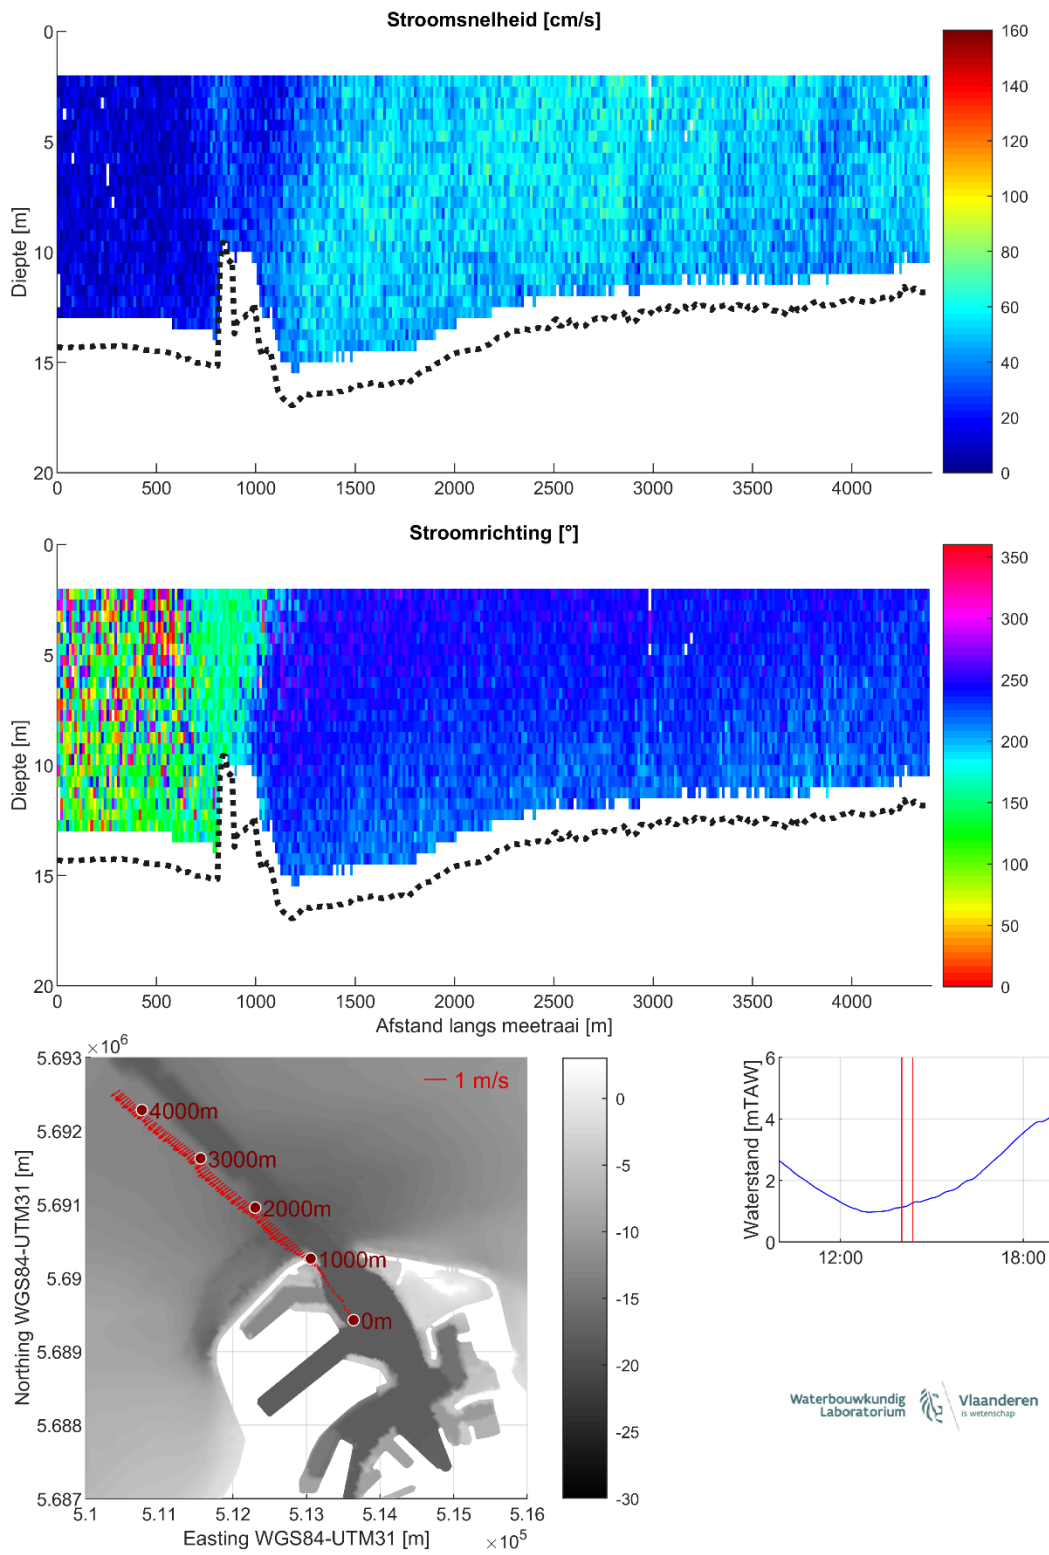 Stroomsnelheid [cm/s]
0
5
10
15
20
Diepte [m]
0 500 1000 1500 2000 2500 3000 3500 4000
160
140
120
100
80
60
40
20
0
Stroomrichting [°]
0
5
10
15
20
Diepte [m]
0 500 1000 1500 2000 2500 3000 3500 4000
Afstand langs meetraai [m]
350
300
250
200
150
100
50
0
×10⁶
5.693
5.692
5.691
5.69
5.689
5.688
5.687
Northing WGS84-UTM31 [m]
1 m/s
4000m
3000m
2000m
1000m
0m
5.1 5.11 5.12 5.13 5.14 5.15 5.16
Easting WGS84-UTM31 [m]
×10⁵
0
-5
-10
-15
-20
-25
-30
Waterstand [mTAW]
6
4
2
0
12:00 18:00
Waterbouwkundig
Laboratorium
Vlaanderen
is wetenschap